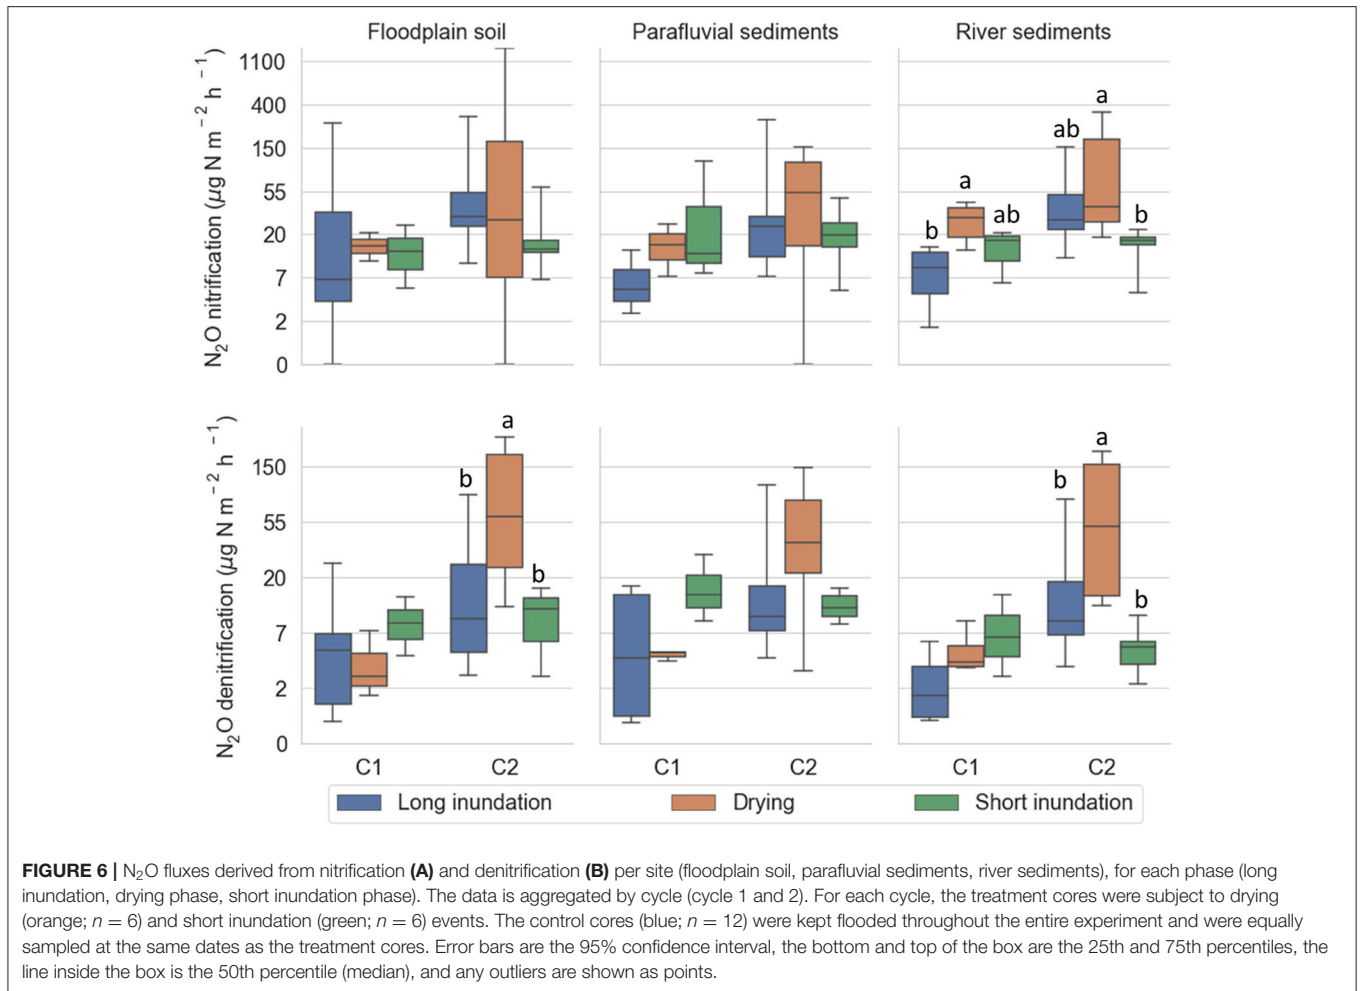 Floodplain soil Parafluvial sediments River sediments
N₂O nitrification (µg N m⁻² h⁻¹)
1100
400
150
55
20
7
2
0
b a ab ab a b
N₂O denitrification (µg N m⁻² h⁻¹)
150
55
20
7
2
0
b a b b a b
C1 C2 C1 C2 C1 C2
Long inundation Drying Short inundation
FIGURE 6 | N₂O fluxes derived from nitrification (A) and denitrification (B) per site (floodplain soil, parafluvial sediments, river sediments), for each phase (long
inundation, drying phase, short inundation phase). The data is aggregated by cycle (cycle 1 and 2). For each cycle, the treatment cores were subject to drying
(orange; n = 6) and short inundation (green; n = 6) events. The control cores (blue; n = 12) were kept flooded throughout the entire experiment and were equally
sampled at the same dates as the treatment cores. Error bars are the 95% confidence interval, the bottom and top of the box are the 25th and 75th percentiles, the
line inside the box is the 50th percentile (median), and any outliers are shown as points.